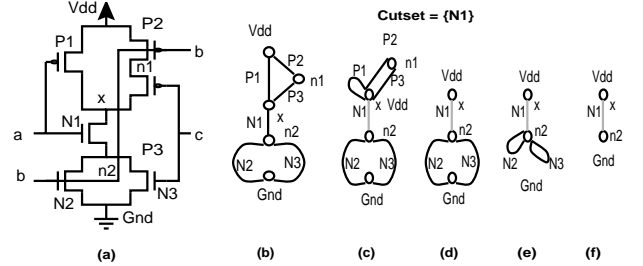 Cutset = {N1}
Vdd
P1
P2
b
n1
x
a
N1
c
n2
P3
b
N2
N3
Gnd
(a)
Vdd
P1
P2
n1
P3
N1
x
n2
N2
N3
Gnd
(b)
P2
P1
n1
P3
x
N1
Vdd
n2
N2
N3
Gnd
(c)
Vdd
x
N1
n2
N2
N3
Gnd
(d)
Vdd
x
N1
n2
N2
N3
Gnd
(e)
Vdd
x
N1
n2
Gnd
(f)